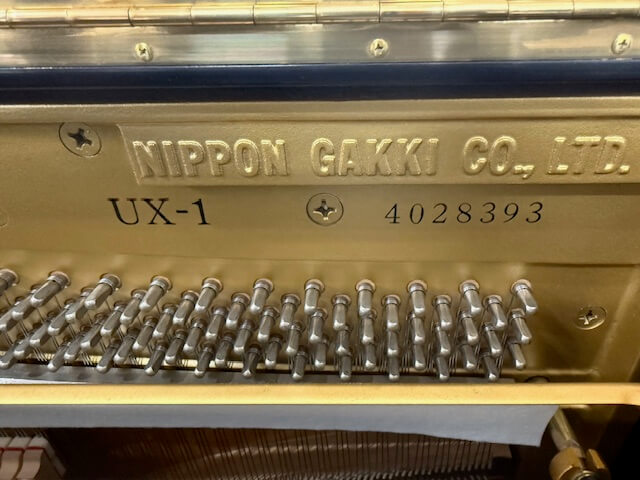 NIPPON GAKKI CO., LTD.
UX-1 4028393